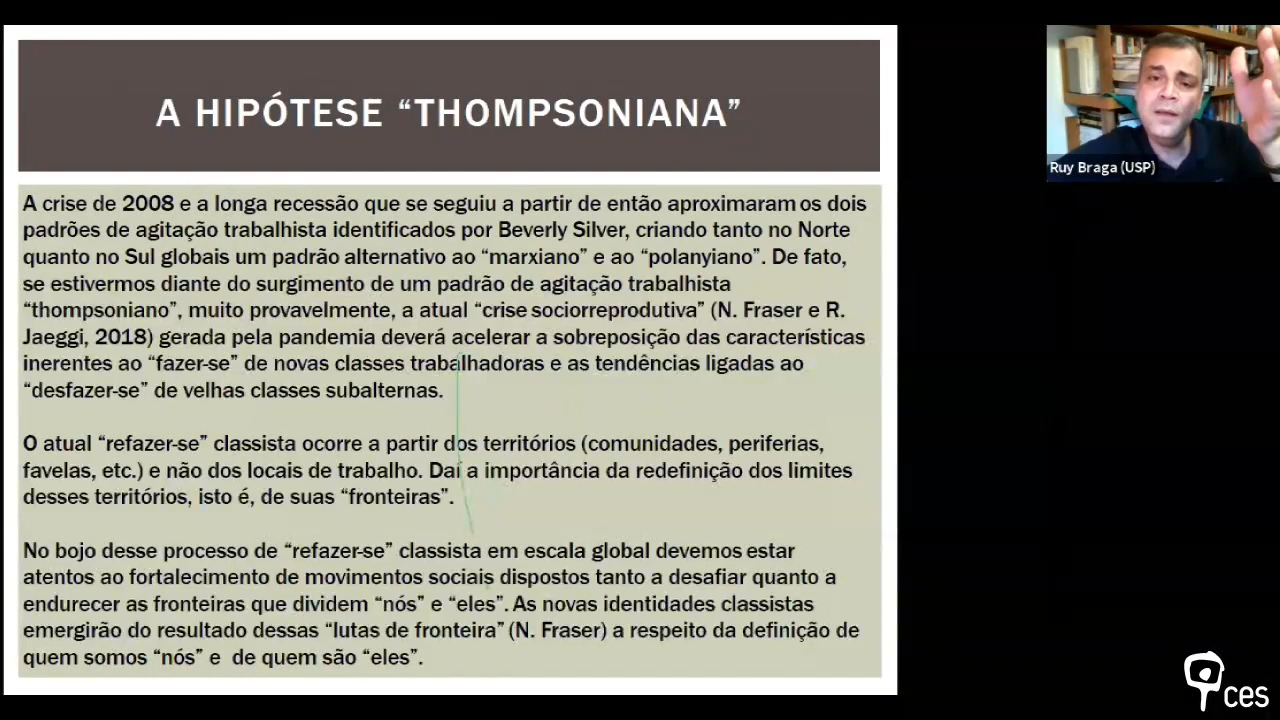 A HIPÓTESE “THOMPSONIANA”
A crise de 2008 e a longa recessão que se seguiu a partir de então aproximaram os dois
padrões de agitação trabalhista identificados por Beverly Silver, criando tanto no Norte
quanto no Sul globais um padrão alternativo ao “marxiano” e ao “polanyiano”. De fato,
se estivermos diante do surgimento de um padrão de agitação trabalhista
“thompsoniano”, muito provavelmente, a atual “crise sociorreprodutiva” (N. Fraser e R.
Jaeggi, 2018) gerada pela pandemia deverá acelerar a sobreposição das características
inerentes ao “fazer-se” de novas classes trabalhadoras e as tendências ligadas ao
“desfazer-se” de velhas classes subalternas.
O atual “refazer-se” classista ocorre a partir dos territórios (comunidades, periferias,
favelas, etc.) e não dos locais de trabalho. Daí a importância da redefinição dos limites
desses territórios, isto é, de suas “fronteiras”.
No bojo desse processo de “refazer-se” classista em escala global devemos estar
atentos ao fortalecimento de movimentos sociais dispostos tanto a desafiar quanto a
endurecer as fronteiras que dividem “nós” e “eles”. As novas identidades classistas
emergirão do resultado dessas “lutas de fronteira” (N. Fraser) a respeito da definição de
quem somos “nós” e de quem são “eles”.
Ruy Braga (USP)
ces